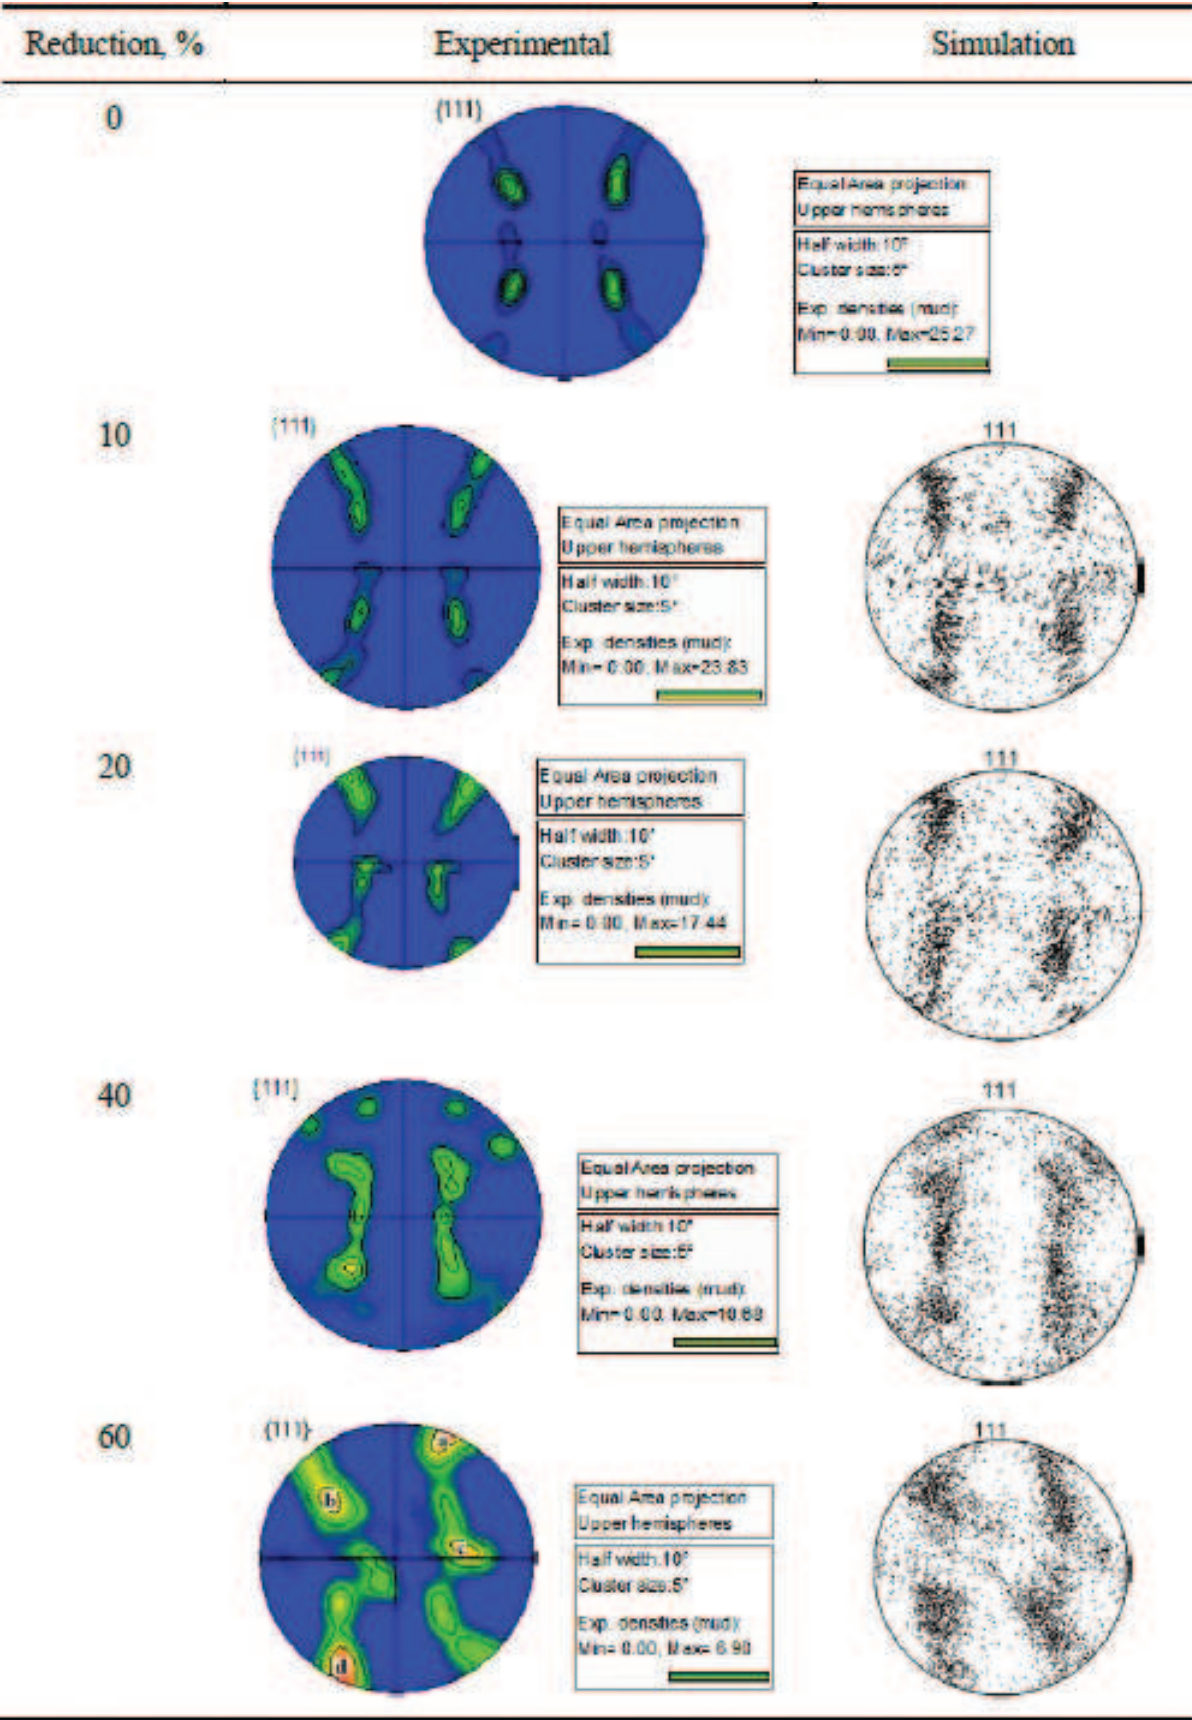 Reduction, % Experimental Simulation
0
{111}
Equal Area projection
Upper hemispheres
Half width:10°
Cluster size:5°
Exp. densities (mud):
Min= 0.00, Max=25.27
10
{111}
Equal Area projection
Upper hemispheres
Half width:10°
Cluster size:5°
Exp. densities (mud):
Min= 0.00, Max=23.83
111
20
{111}
Equal Area projection
Upper hemispheres
Half width:10°
Cluster size:5°
Exp. densities (mud):
Min= 0.00, Max=17.44
111
40
{111}
Equal Area projection
Upper hemispheres
Half width:10°
Cluster size:5°
Exp. densities (mud):
Min= 0.00, Max=10.68
111
60
{111}
b
d
Equal Area projection
Upper hemispheres
Half width:10°
Cluster size:5°
Exp. densities (mud):
Min= 0.00, Max= 6.90
111